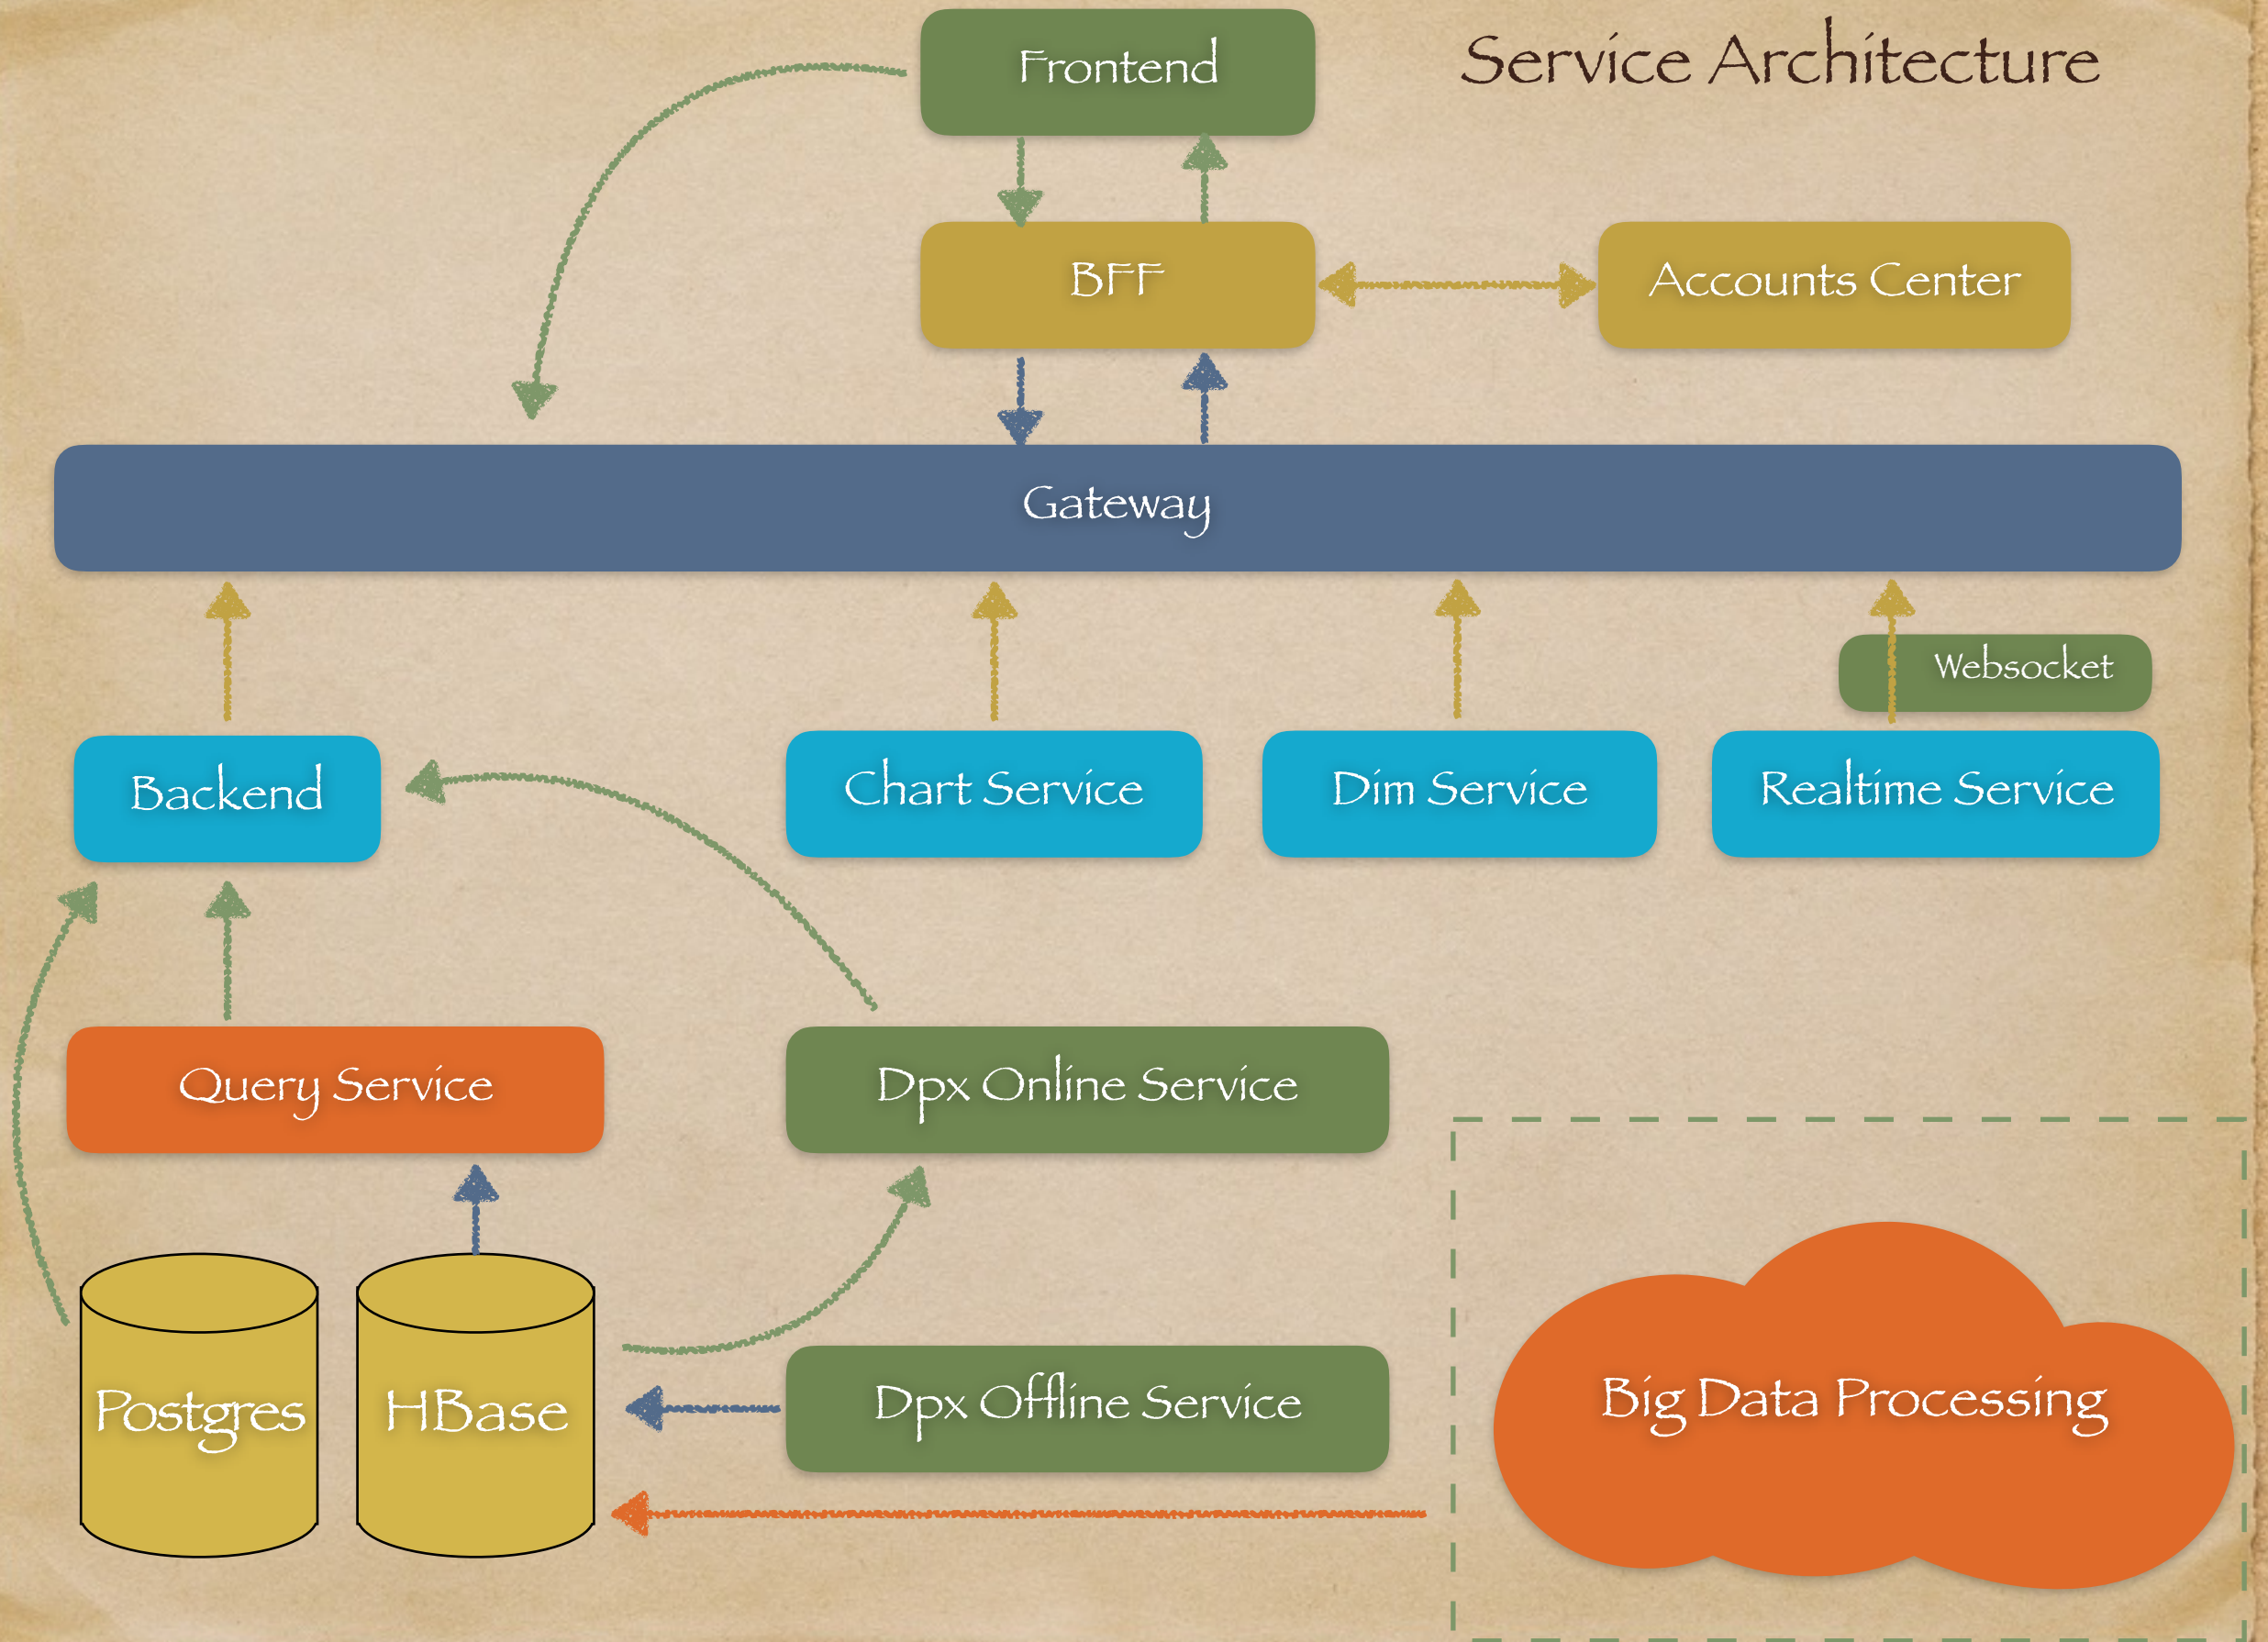 Frontend
Service Architecture
BFF
Accounts Center
Gateway
Websocket
Backend
Chart Service
Dim Service
Realtime Service
Query Service
Dpx Online Service
Postgres
HBase
Dpx Offline Service
Big Data Processing